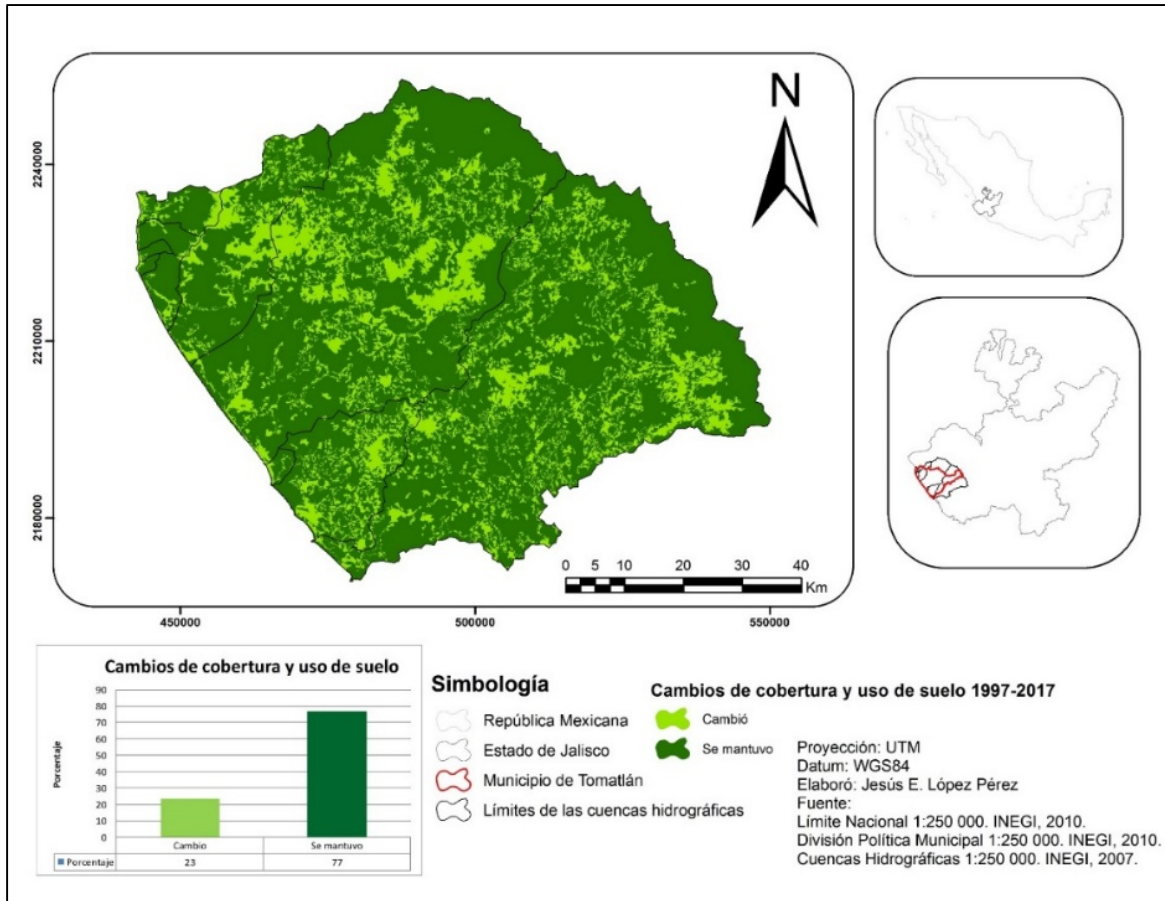 N
2240000
2210000
2180000
0 5 10 20 30 40
Km
450000 500000 550000
Cambios de cobertura y uso de suelo
Porcentaje
90
80
70
60
50
40
30
20
10
0
Cambio Se mantuvo
Porcentaje 23 77
Simbología
República Mexicana
Estado de Jalisco
Municipio de Tomatlán
Límites de las cuencas hidrográficas
Cambios de cobertura y uso de suelo 1997-2017
Cambió
Se mantuvo
Proyección: UTM
Datum: WGS84
Elaboró: Jesús E. López Pérez
Fuente:
Límite Nacional 1:250 000. INEGI, 2010.
División Política Municipal 1:250 000. INEGI, 2010.
Cuencas Hidrográficas 1:250 000. INEGI, 2007.